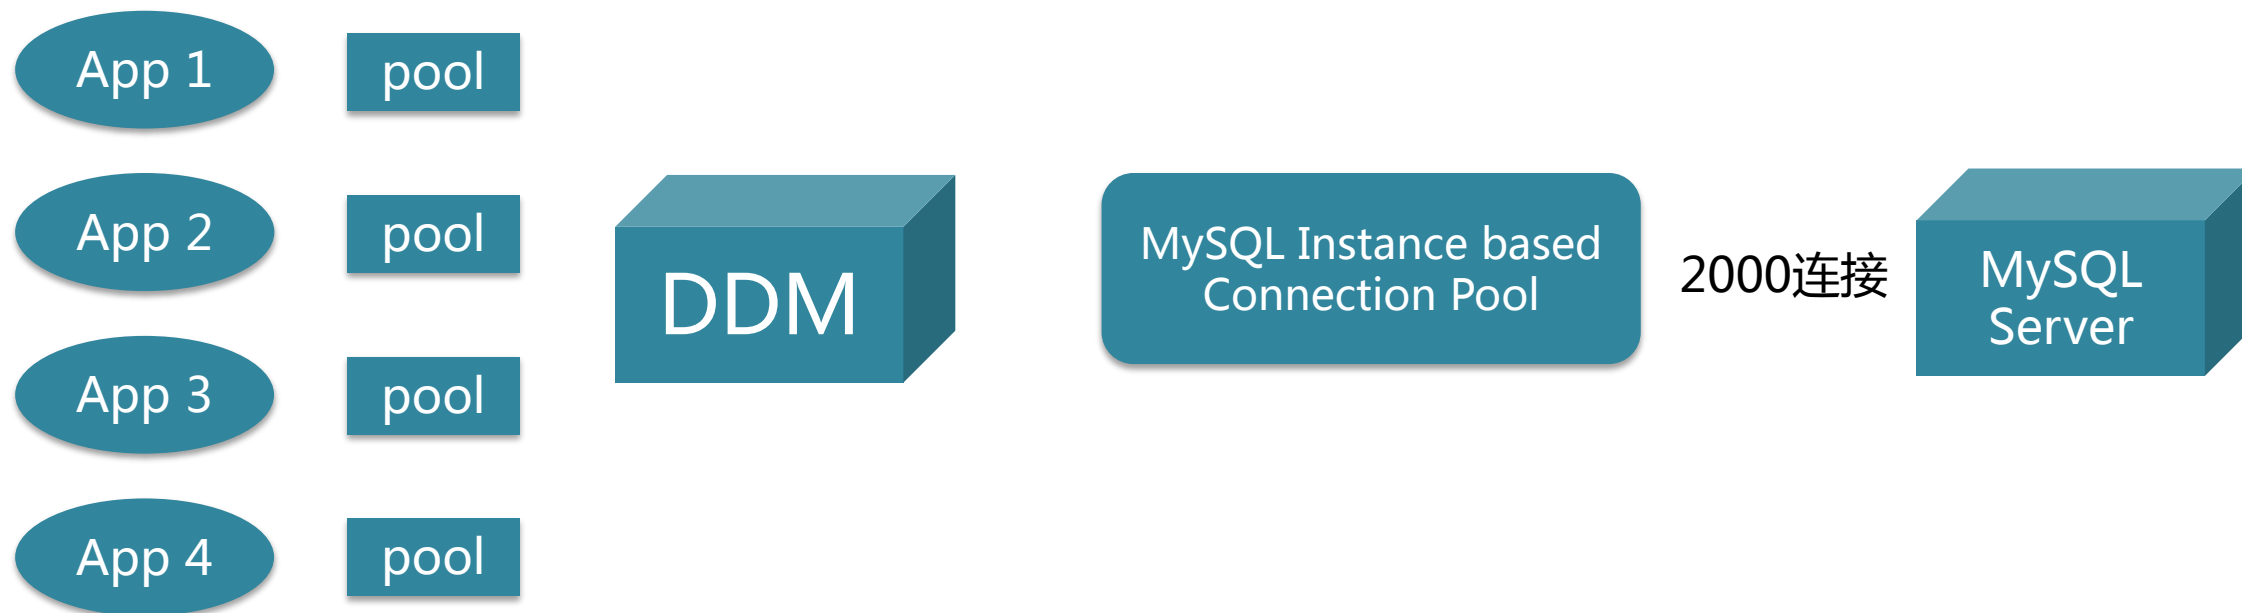 App 1
pool
App 2
pool
App 3
pool
App 4
pool
DDM
MySQL Instance based
Connection Pool
2000连接
MySQL
Server